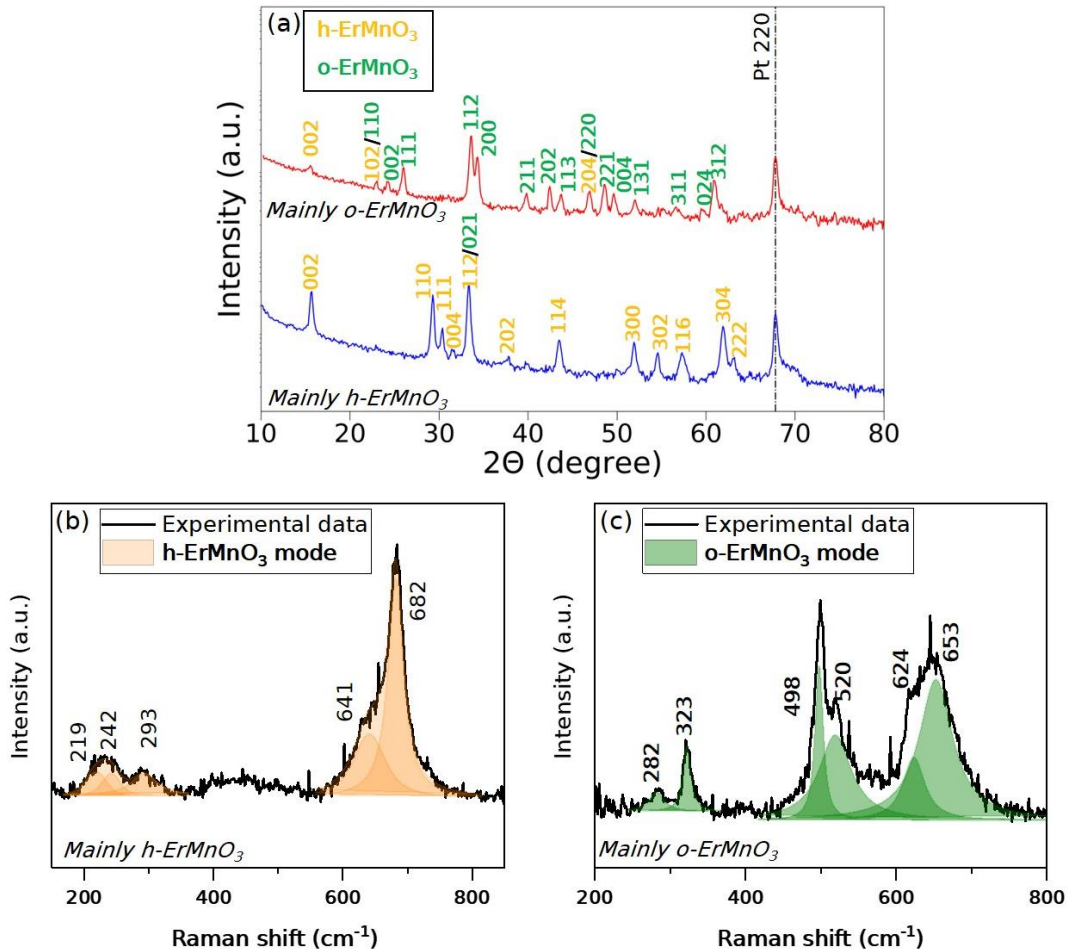 (a)
h-ErMnO3
o-ErMnO3
Pt 220
002
102/110
002
111
112
200
211
202
113
204/220
221
004
131
311
024
312
Mainly o-ErMnO3
002
110
111
004
112/021
202
114
300
302
116
304
222
Mainly h-ErMnO3
Intensity (a.u.)
10 20 30 40 50 60 70 80
2Θ (degree)
(b)
Experimental data
h-ErMnO3 mode
219
242
293
641
682
Mainly h-ErMnO3
Intensity (a.u.)
200 400 600 800
Raman shift (cm-1)
(c)
Experimental data
o-ErMnO3 mode
282
323
498
520
624
653
Mainly o-ErMnO3
Intensity (a.u.)
200 400 600 800
Raman shift (cm-1)